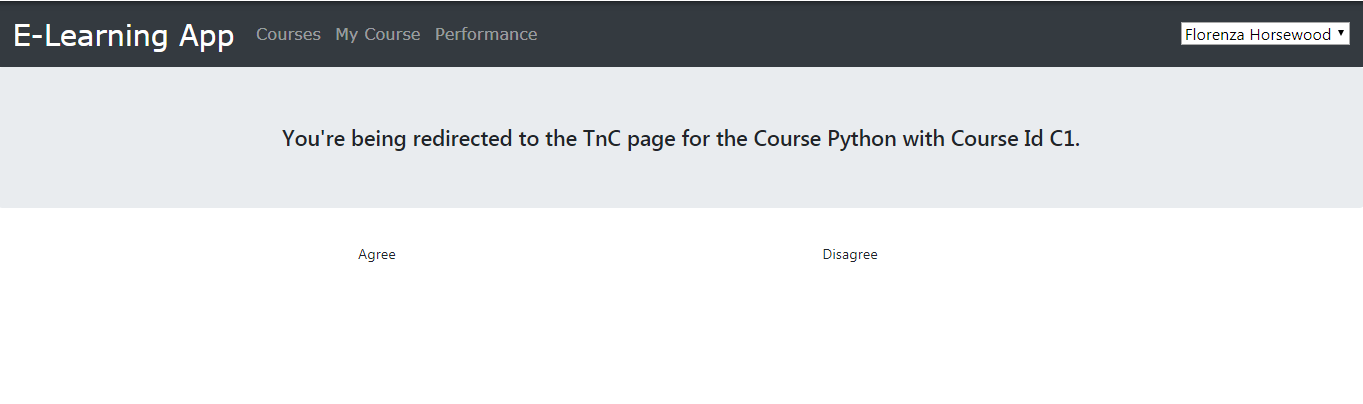 E-Learning App Courses My Course Performance Florenza Horsewood
You're being redirected to the TnC page for the Course Python with Course Id C1.
Agree Disagree